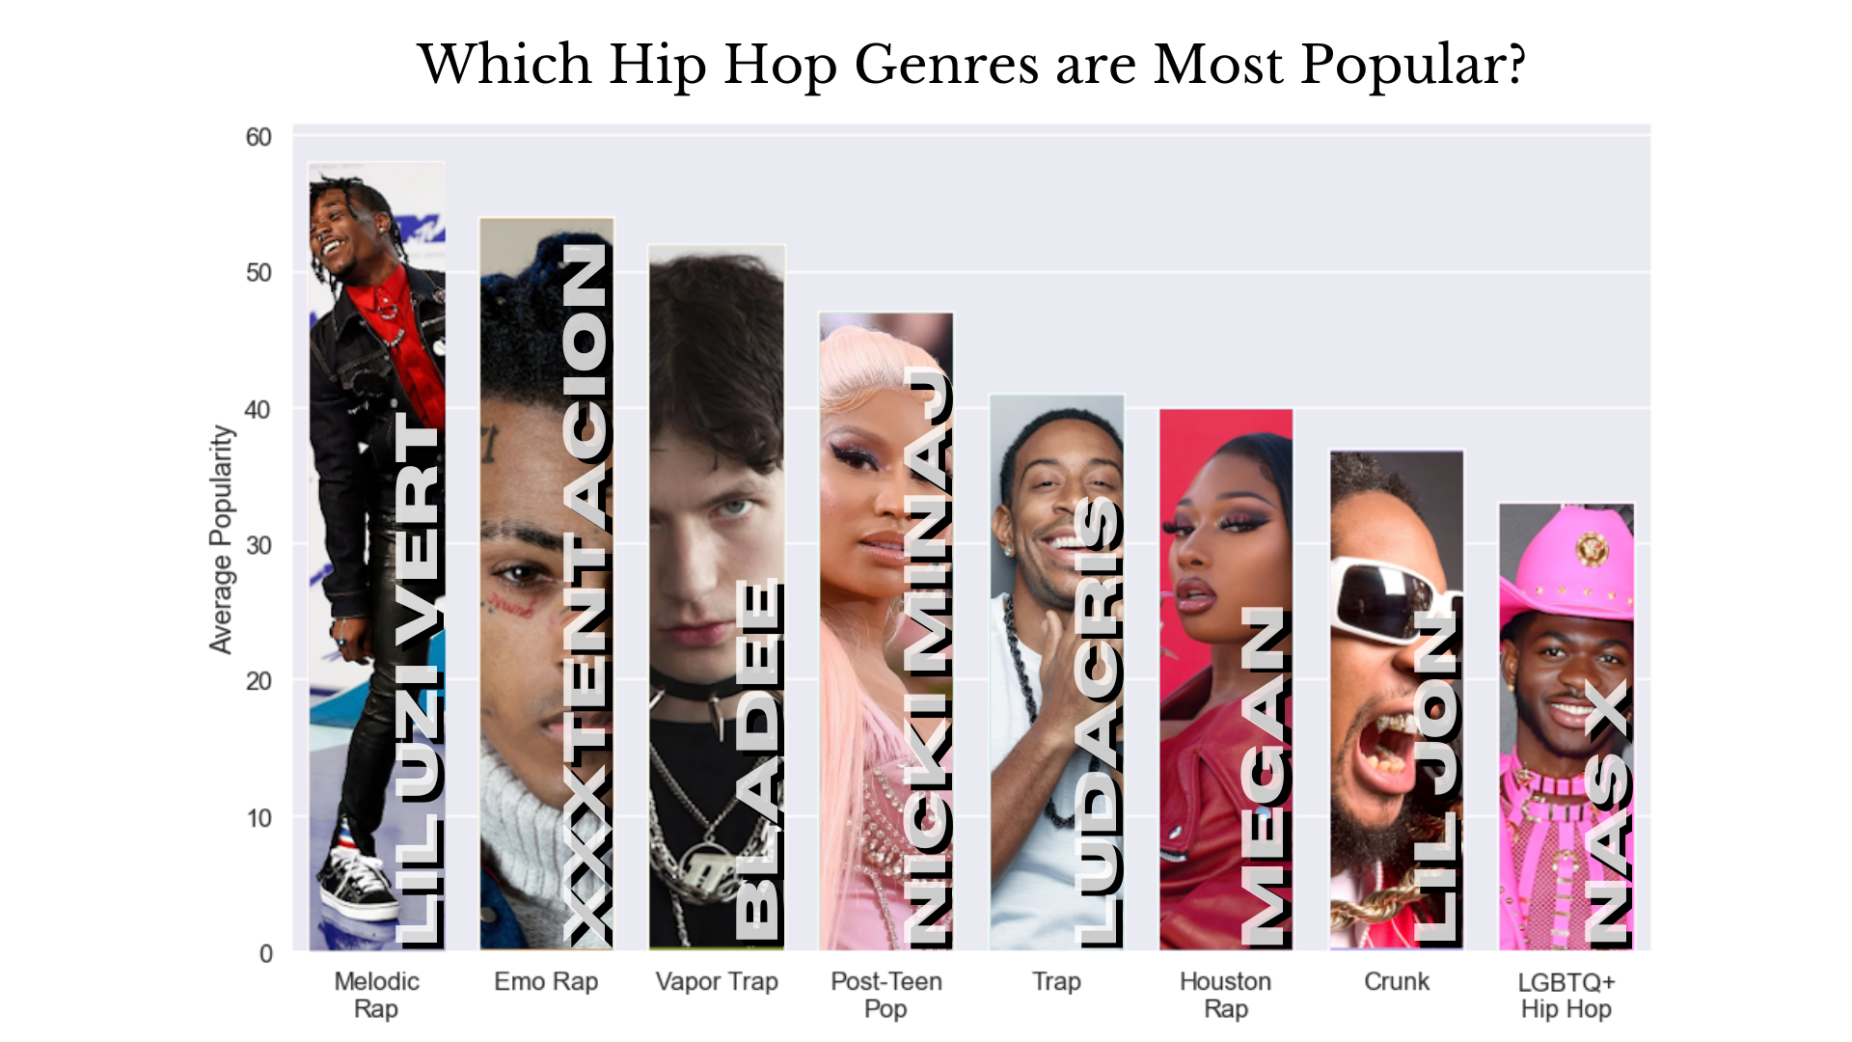 Which Hip Hop Genres are Most Popular?
60
50
40
30
20
10
0
Average Popularity
LIL UZI VERT
XXXTENTACION
BLADEE
NICKI MINAJ
LUDACRIS
MEGAN
LIL JON
NAS X
Melodic
Rap
Emo Rap
Vapor Trap
Post-Teen
Pop
Trap
Houston
Rap
Crunk
LGBTQ+
Hip Hop